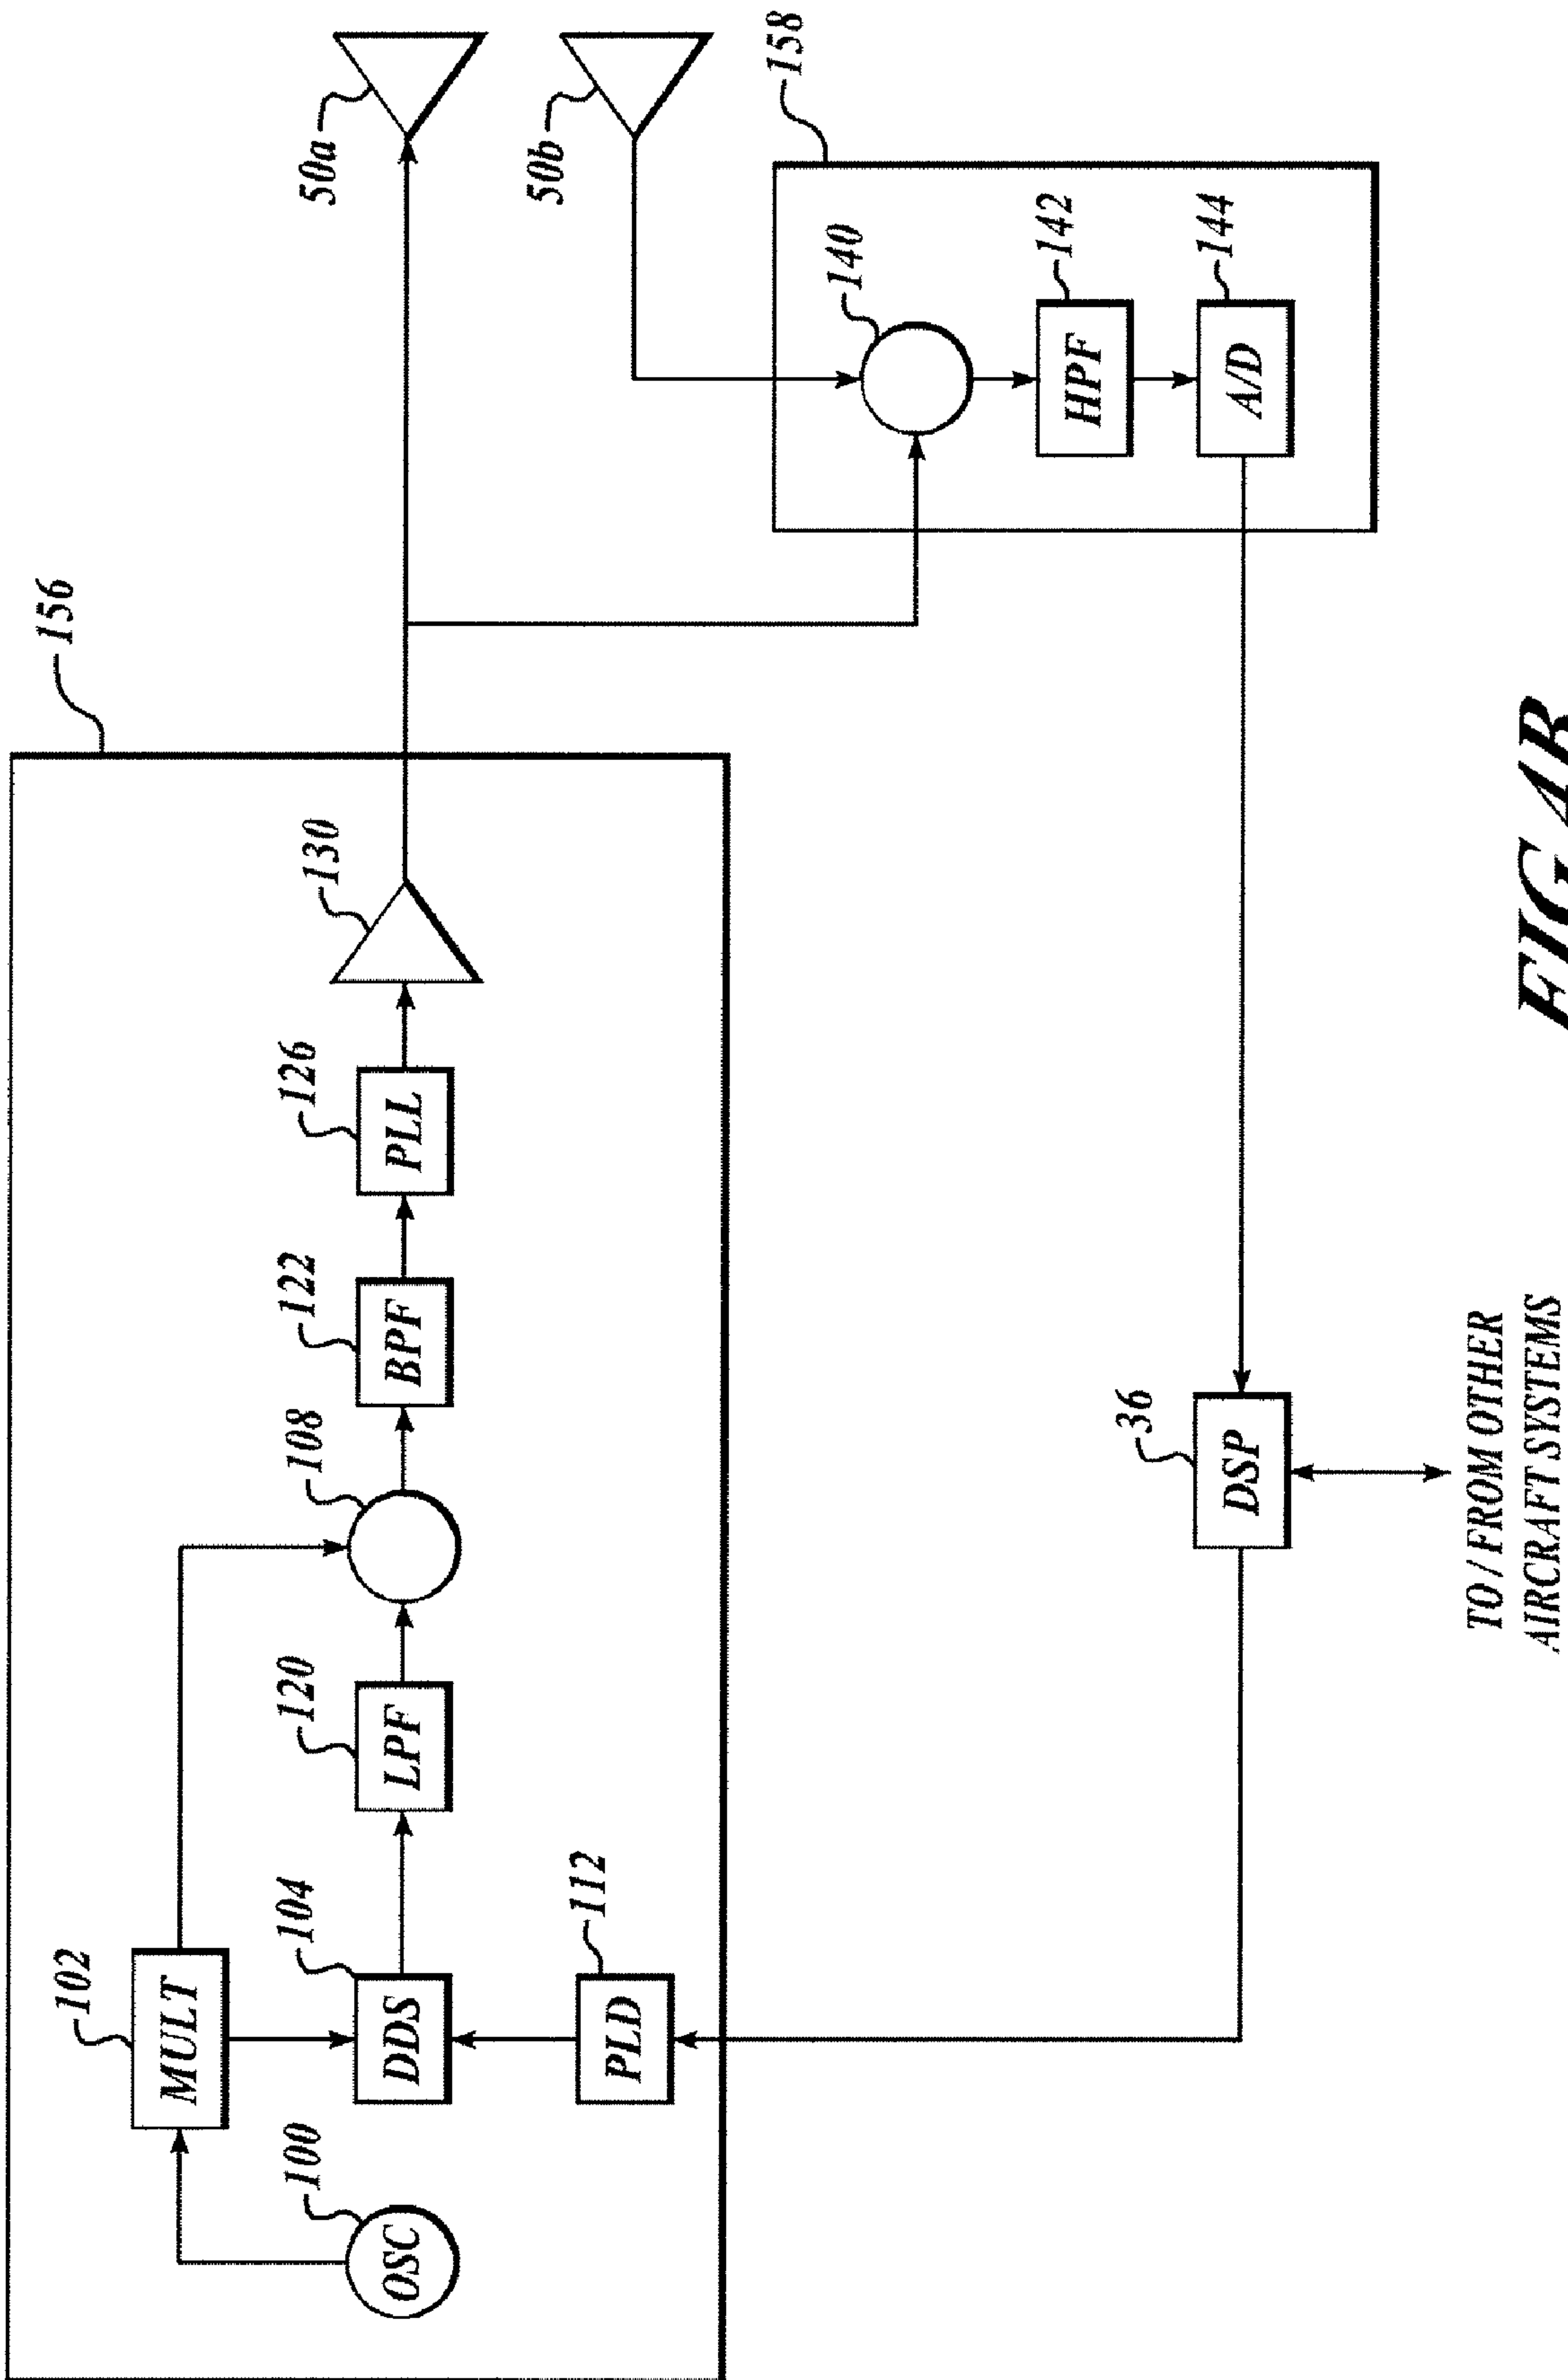 156
102
MULT
100
OSC
104
DDS
120
LPF
108
122
BPF
126
PLL
130
112
PLD
50a
50b
158
140
142
HPF
144
A/D
36
DSP
TO / FROM OTHER
AIRCRAFT SYSTEMS
FIG 4B